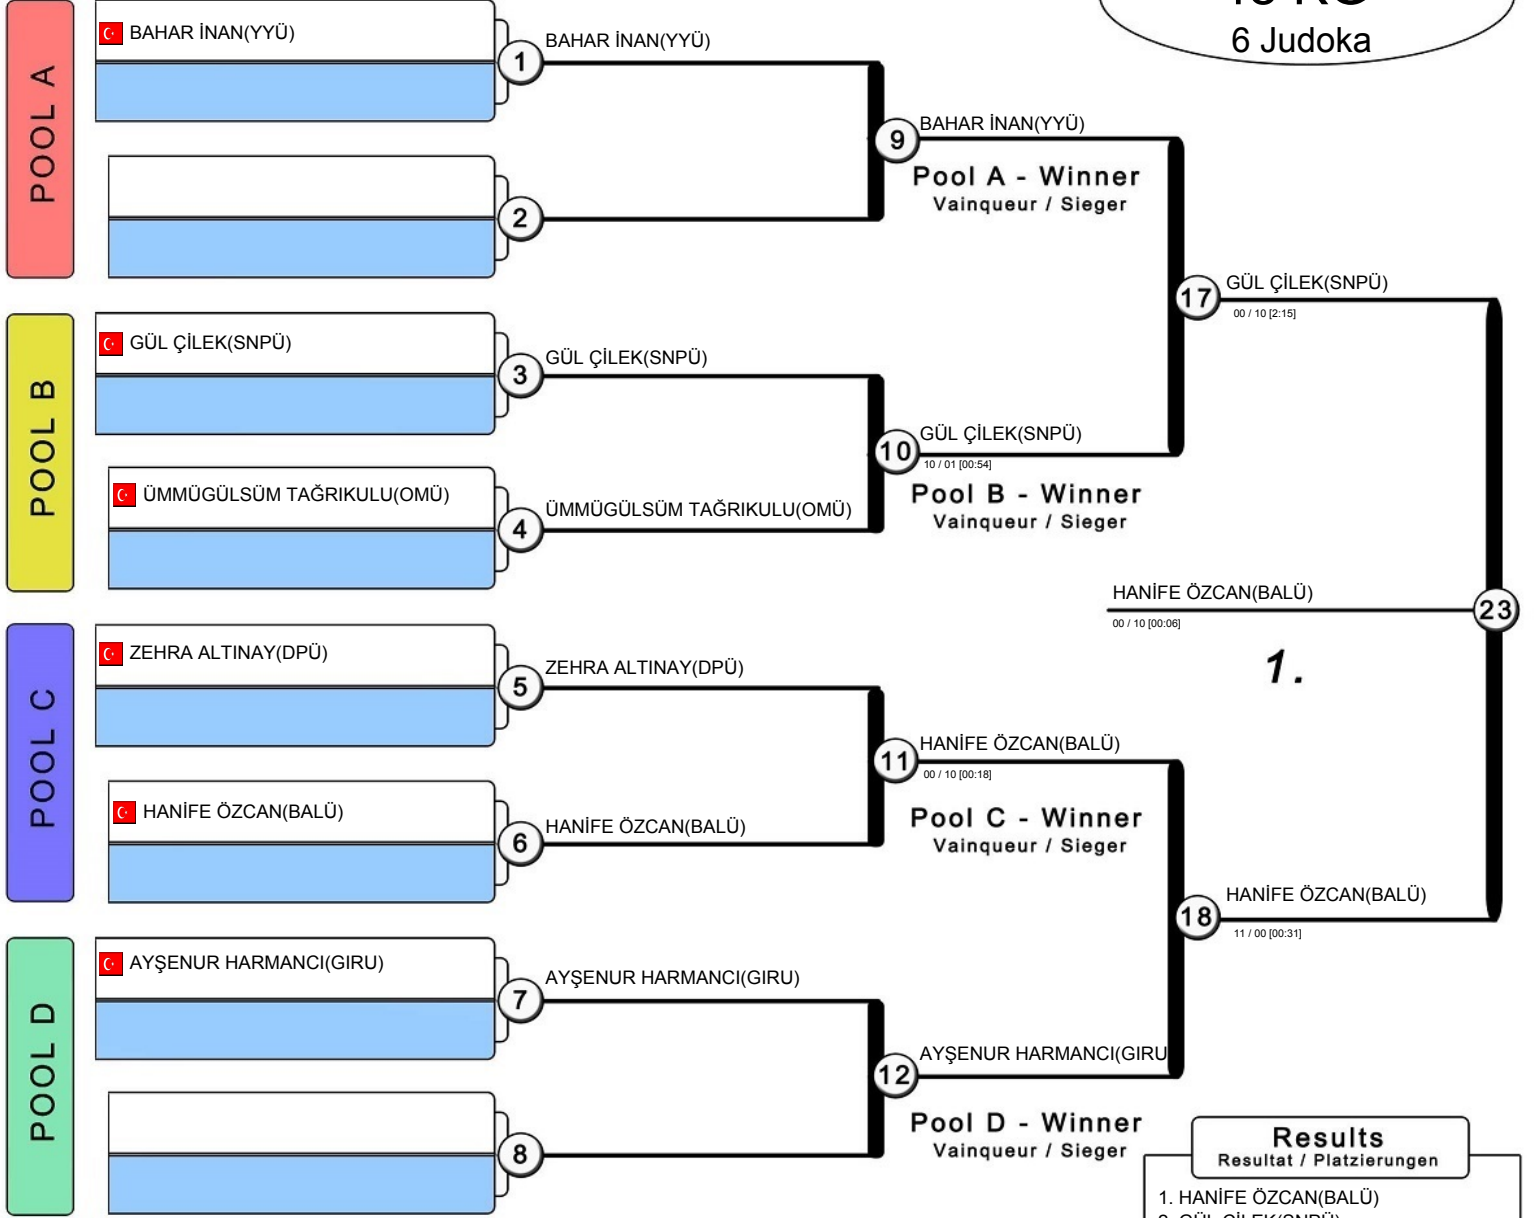 6 Judoka
POOL A
BAHAR İNAN(YYÜ)
1
BAHAR İNAN(YYÜ)
2
9
BAHAR İNAN(YYÜ)
Pool A - Winner
Vainqueur / Sieger
POOL B
GÜL ÇİLEK(SNPÜ)
3
GÜL ÇİLEK(SNPÜ)
ÜMMÜGÜLSÜM TAĞRIKULU(OMÜ)
4
ÜMMÜGÜLSÜM TAĞRIKULU(OMÜ)
10
GÜL ÇİLEK(SNPÜ)
10 / 01 [00:54]
Pool B - Winner
Vainqueur / Sieger
17
GÜL ÇİLEK(SNPÜ)
00 / 10 [2:15]
POOL C
ZEHRA ALTINAY(DPÜ)
5
ZEHRA ALTINAY(DPÜ)
HANİFE ÖZCAN(BALÜ)
6
HANİFE ÖZCAN(BALÜ)
11
HANİFE ÖZCAN(BALÜ)
00 / 10 [00:18]
Pool C - Winner
Vainqueur / Sieger
POOL D
AYŞENUR HARMANCI(GIRU)
7
AYŞENUR HARMANCI(GIRU)
8
12
AYŞENUR HARMANCI(GIRU
Pool D - Winner
Vainqueur / Sieger
18
HANİFE ÖZCAN(BALÜ)
11 / 00 [00:31]
HANİFE ÖZCAN(BALÜ)
23
00 / 10 [00:06]
1.
Results
Resultat / Platzierungen
1. HANİFE ÖZCAN(BALÜ)
2. GÜL ÇİLEK(SNPÜ)